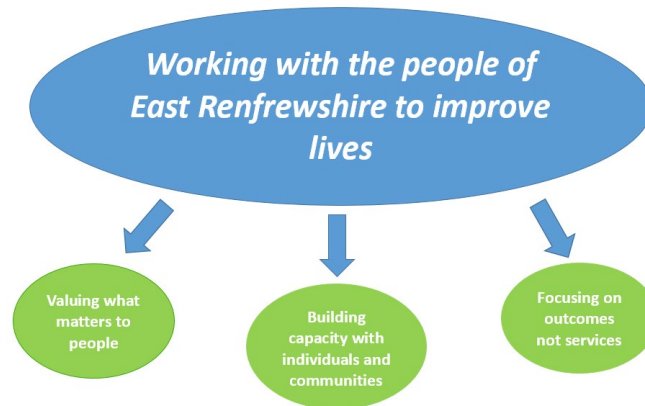 Working with the people of
East Renfrewshire to improve
lives
Valuing what
matters to
people
Building
capacity with
individuals and
communities
Focusing on
outcomes
not services